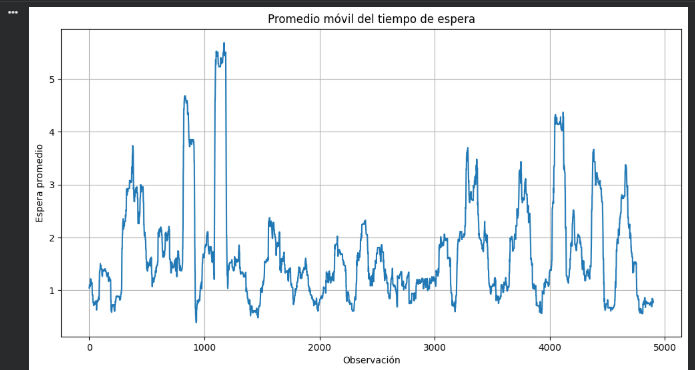 Promedio móvil del tiempo de espera
Espera promedio
5
4
3
2
1
0 1000 2000 3000 4000 5000
Observación